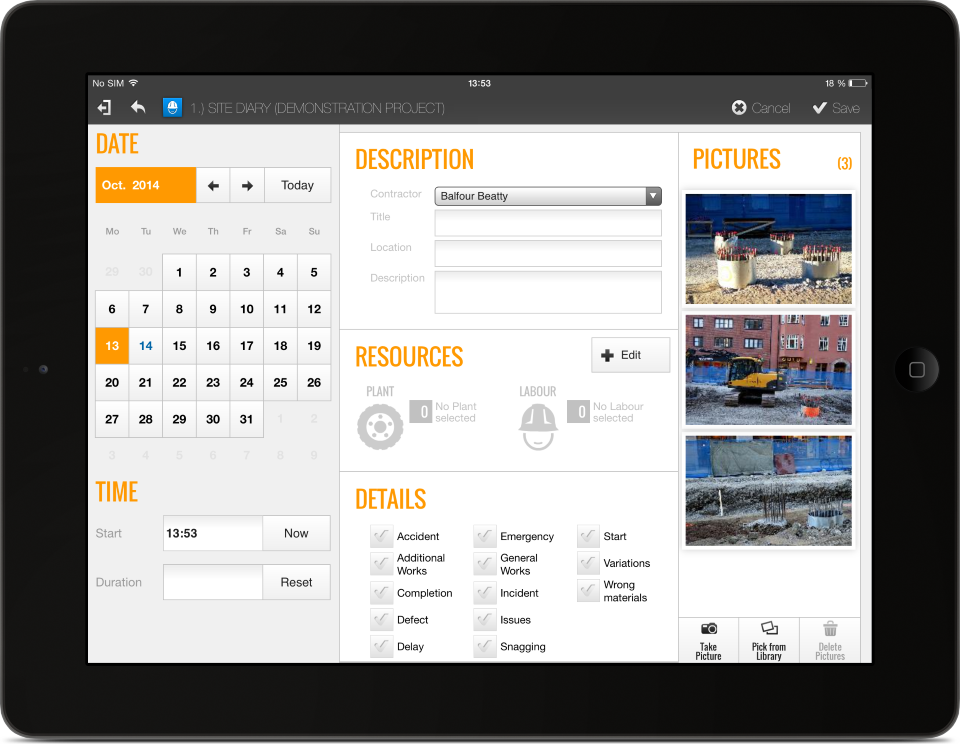 No SIM 13:53 18 %
1.) SITE DIARY (DEMONSTRATION PROJECT) Cancel Save
DATE
Oct. 2014 Today
Mo Tu We Th Fr Sa Su
29 30 1 2 3 4 5
6 7 8 9 10 11 12
13 14 15 16 17 18 19
20 21 22 23 24 25 26
27 28 29 30 31 1 2
3 4 5 6 7 8 9
TIME
Start 13:53 Now
Duration Reset
DESCRIPTION
Contractor Balfour Beatty
Title
Location
Description
RESOURCES Edit
PLANT
0 No Plant
selected
LABOUR
0 No Labour
selected
DETAILS
Accident
Additional
Works
Completion
Defect
Delay
Emergency
General
Works
Incident
Issues
Snagging
Start
Variations
Wrong
materials
PICTURES (3)
Take
Picture
Pick from
Library
Delete
Pictures